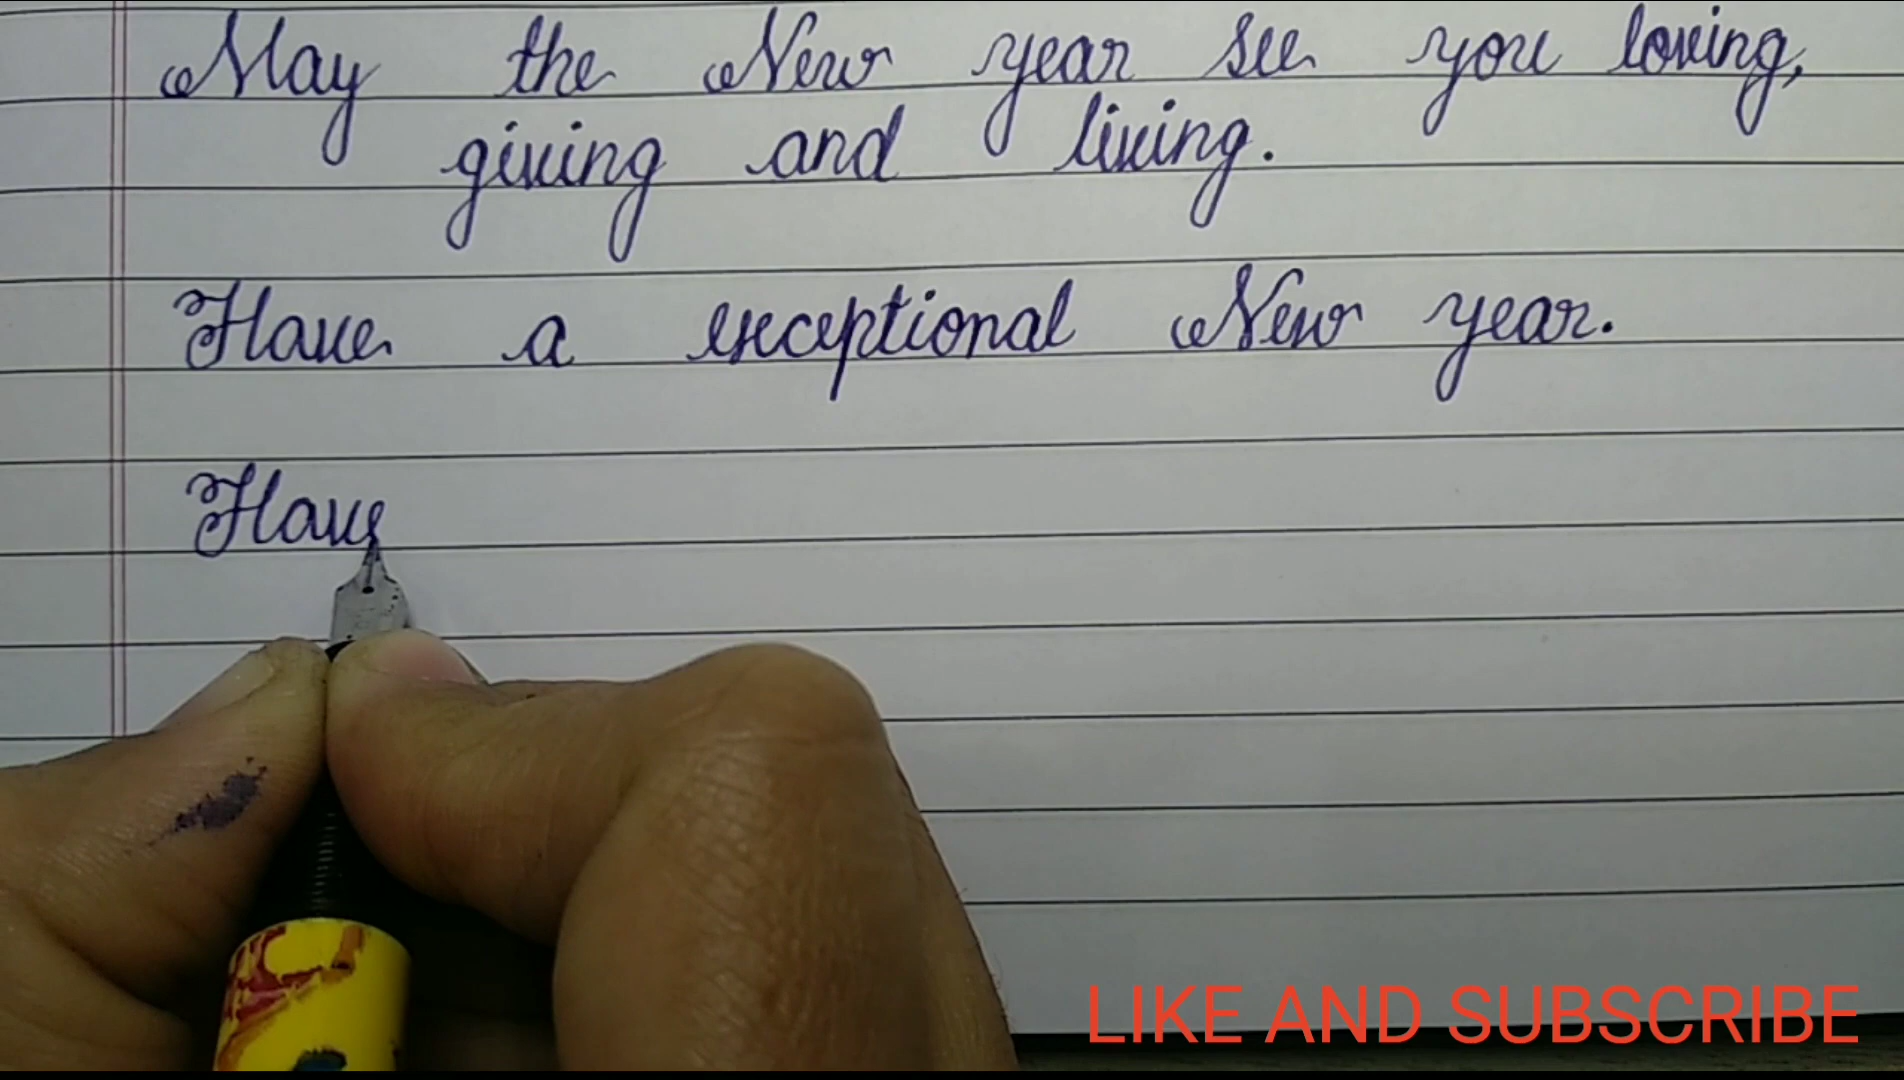 May the New year see you loving,
giving and living.
Have a exceptional New year.
Have
LIKE AND SUBSCRIBE